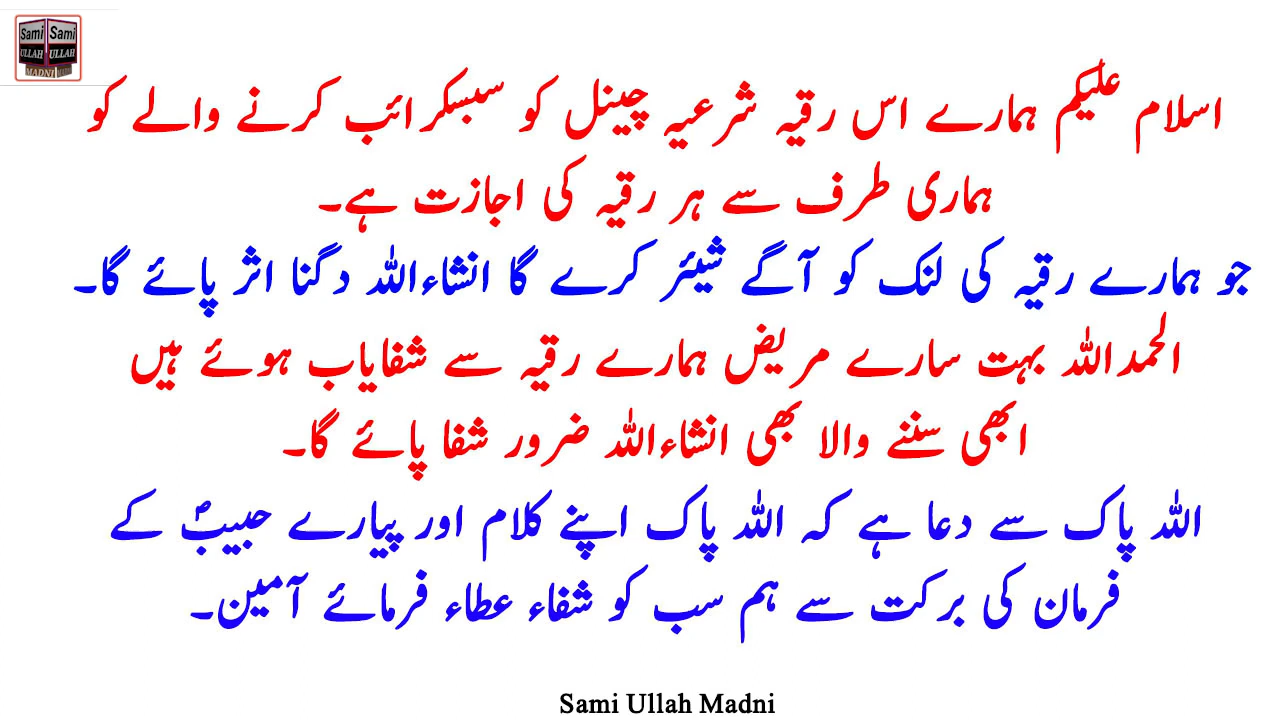 Sami Sami
ULLAH ULLAH
MADNI
اسلام علیکم ہمارے اس رقیہ شرعیہ چینل کو سبسکرائب کرنے والے کو
ہماری طرف سے ہر رقیہ کی اجازت ہے۔
جو ہمارے رقیہ کی لنک کو آگے شیئر کرے گا انشاءاللہ دگنا اثر پائے گا۔
الحمداللہ بہت سارے مریض ہمارے رقیہ سے شفایاب ہوئے ہیں
ابھی سننے والا بھی انشاءاللہ ضرور شفا پائے گا۔
اللہ پاک سے دعا ہے کہ اللہ پاک اپنے کلام اور پیارے حبیبؐ کے
فرمان کی برکت سے ہم سب کو شفاء عطاء فرمائے آمین۔
Sami Ullah Madni